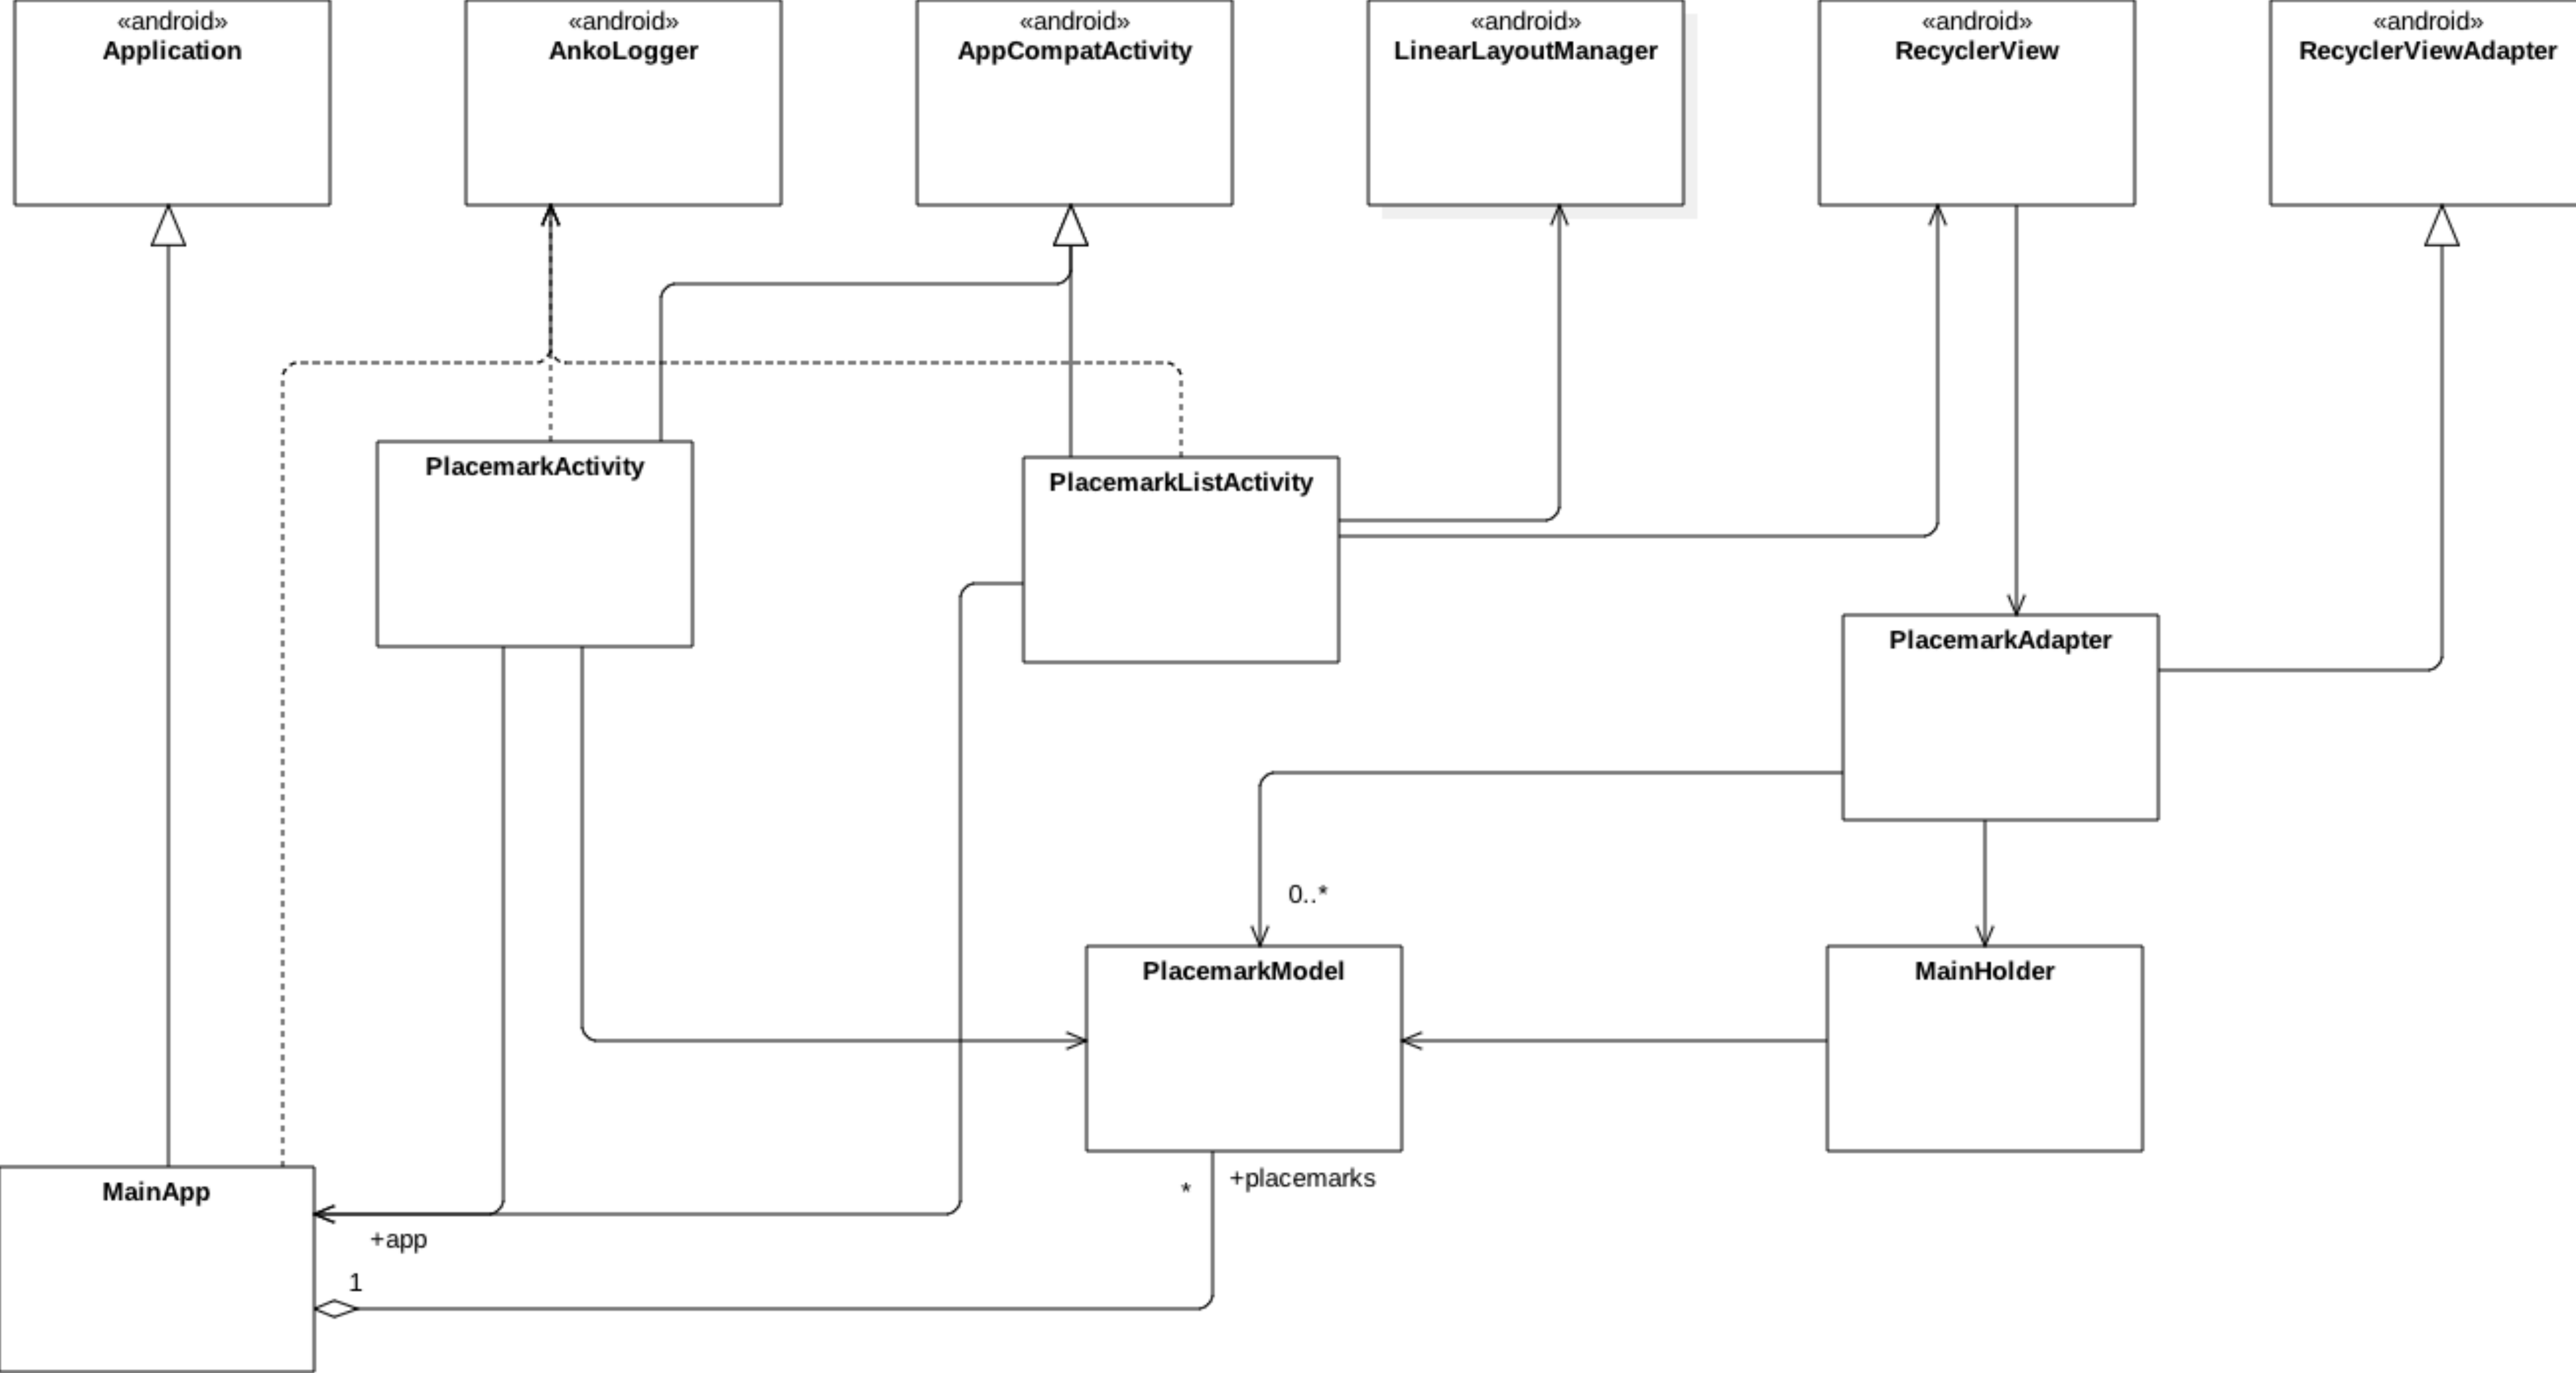 «android»
Application
«android»
AnkoLogger
«android»
AppCompatActivity
«android»
LinearLayoutManager
«android»
RecyclerView
«android»
RecyclerViewAdapter
PlacemarkActivity
PlacemarkListActivity
PlacemarkAdapter
0..*
PlacemarkModel
MainHolder
+placemarks
*
MainApp
+app
1